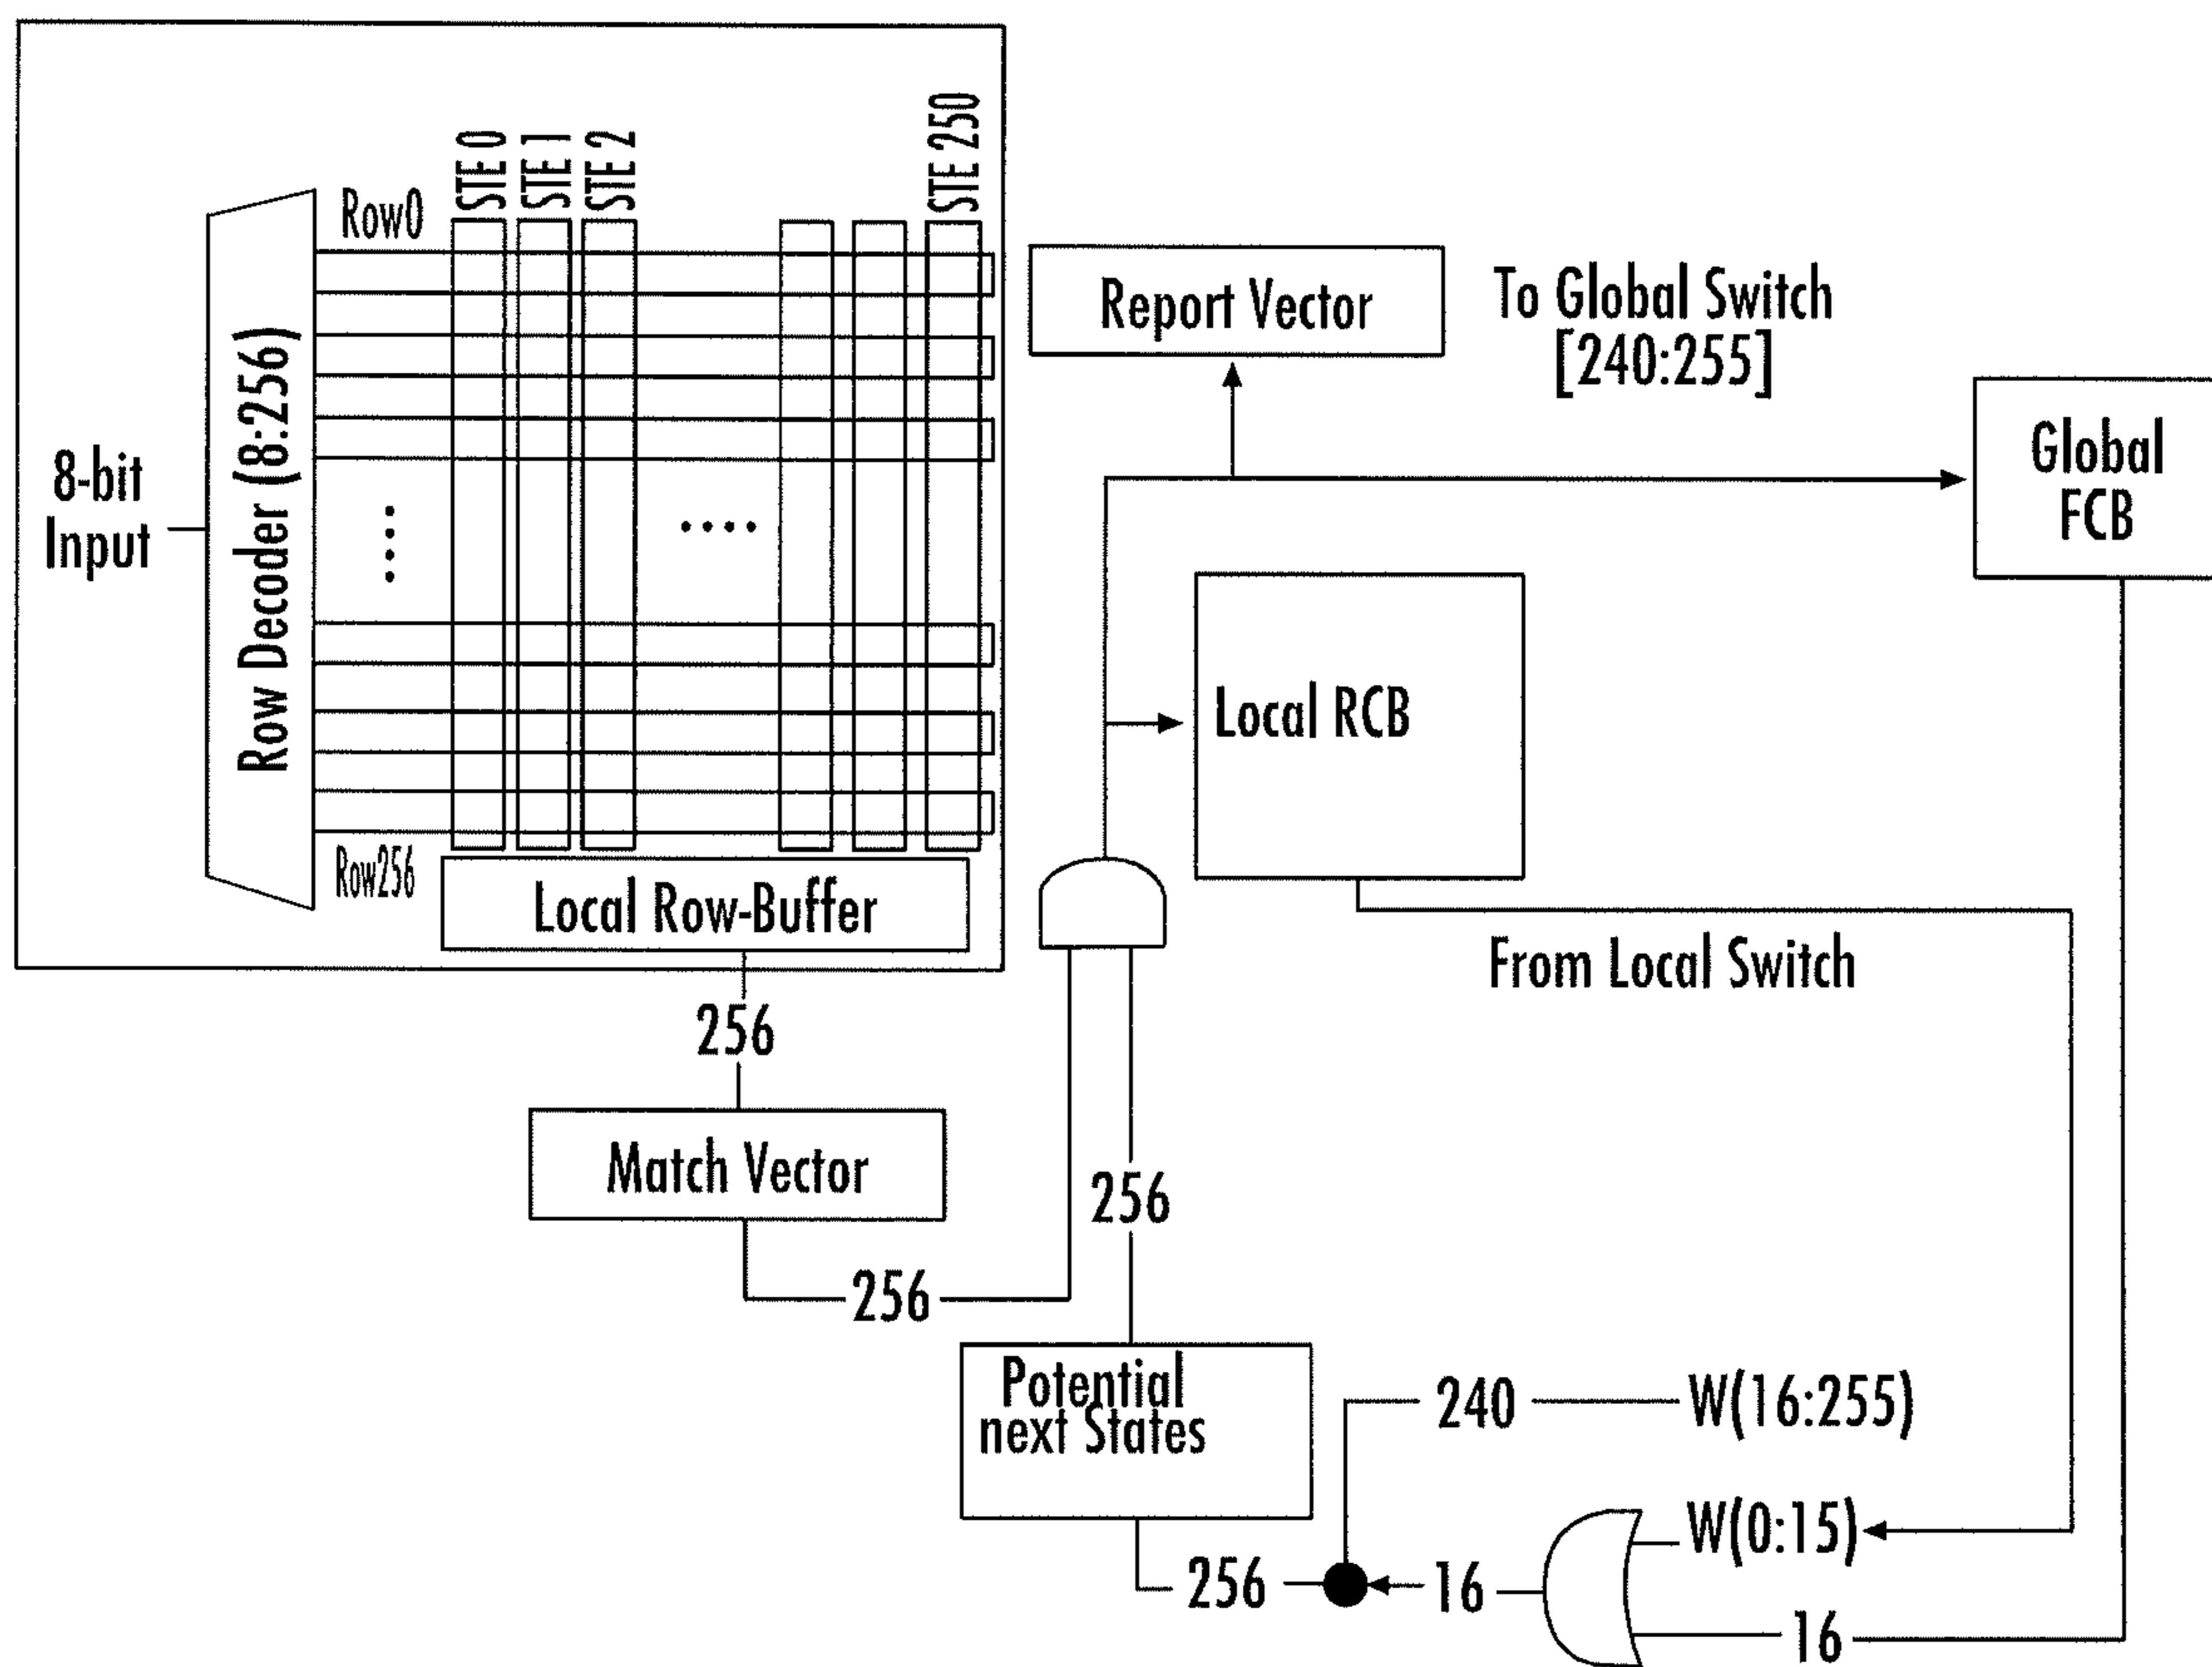 STE 0
STE 1
STE 2
STE 250
Row0
Row Decoder (8:256)
8-bit
Input
Row256
Local Row-Buffer
Report Vector
To Global Switch
[240:255]
Global
FCB
Local RCB
From Local Switch
256
Match Vector
256
256
Potential
next States
240
W(16:255)
W(0:15)
256
16
16